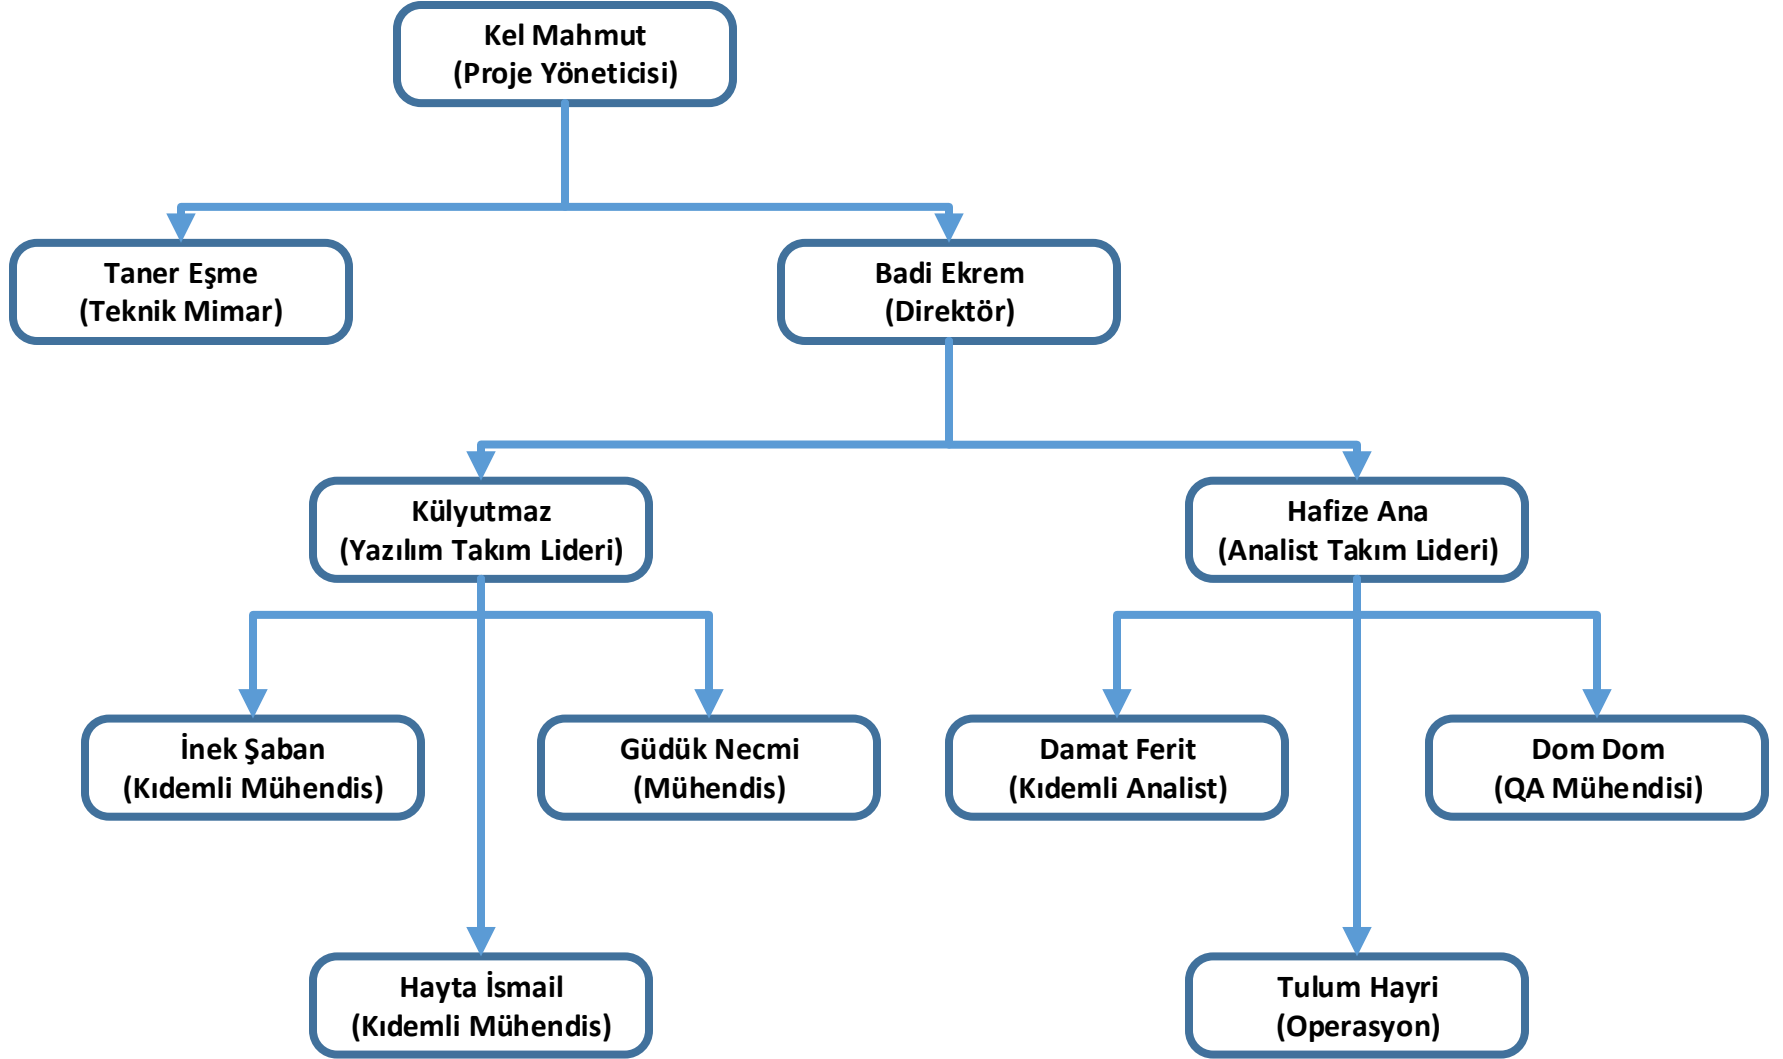 Kel Mahmut
(Proje Yöneticisi)
Taner Eşme
(Teknik Mimar)
Badi Ekrem
(Direktör)
Külyutmaz
(Yazılım Takım Lideri)
Hafize Ana
(Analist Takım Lideri)
İnek Şaban
(Kıdemli Mühendis)
Güdük Necmi
(Mühendis)
Damat Ferit
(Kıdemli Analist)
Dom Dom
(QA Mühendisi)
Hayta İsmail
(Kıdemli Mühendis)
Tulum Hayri
(Operasyon)